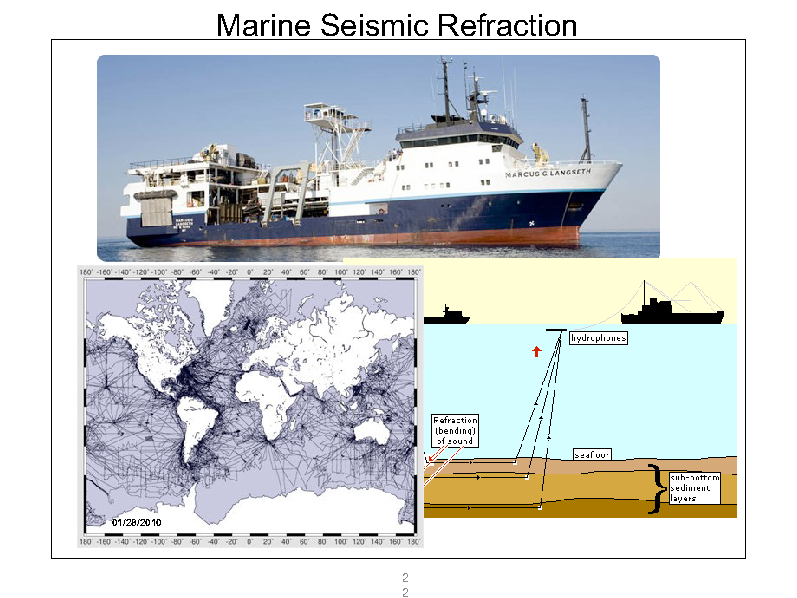 Marine Seismic Refraction
MARCUS G. LANGSETH
180° -160° -140° -120° -100° -80° -60° -40° -20° 0° 20° 40° 60° 80° 100° 120° 140° 160° 180°
hydrophones
Refraction
(bending)
of sound
seafloor
sub-bottom
sediment
layers
01/28/2010
180° -160° -140° -120° -100° -80° -60° -40° -20° 0° 20° 40° 60° 80° 100° 120° 140° 160° 180°
2
2